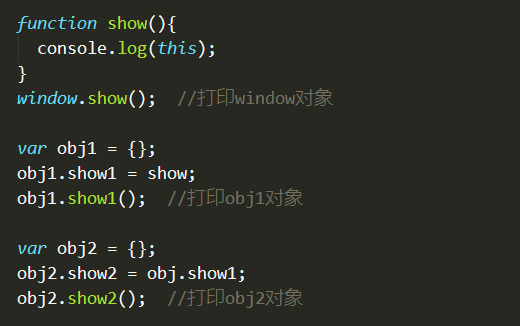 function show(){
  console.log(this);
}
window.show();  //打印window对象
var obj1 = {};
obj1.show1 = show;
obj1.show1();  //打印obj1对象
var obj2 = {};
obj2.show2 = obj.show1;
obj2.show2();  //打印obj2对象